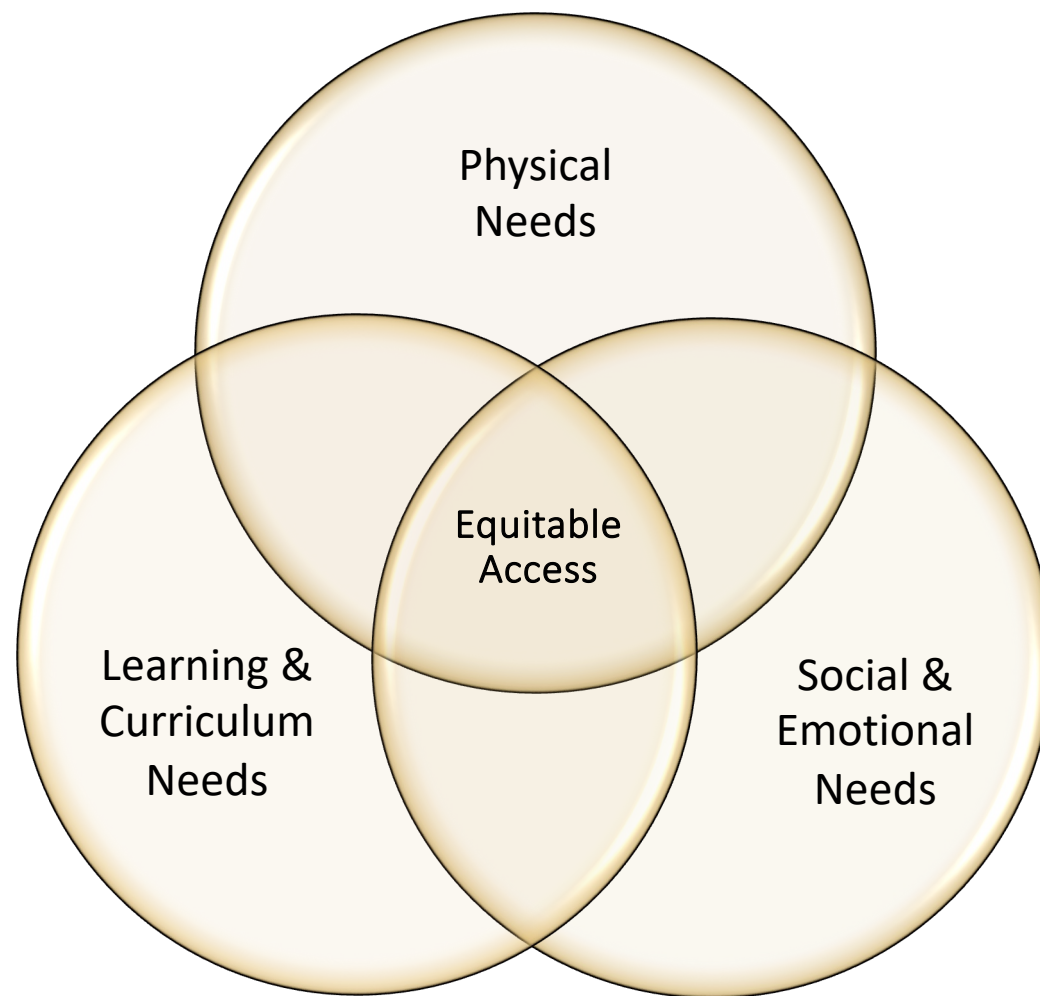 Physical
Needs
Equitable
Access
Learning &
Curriculum
Needs
Social &
Emotional
Needs